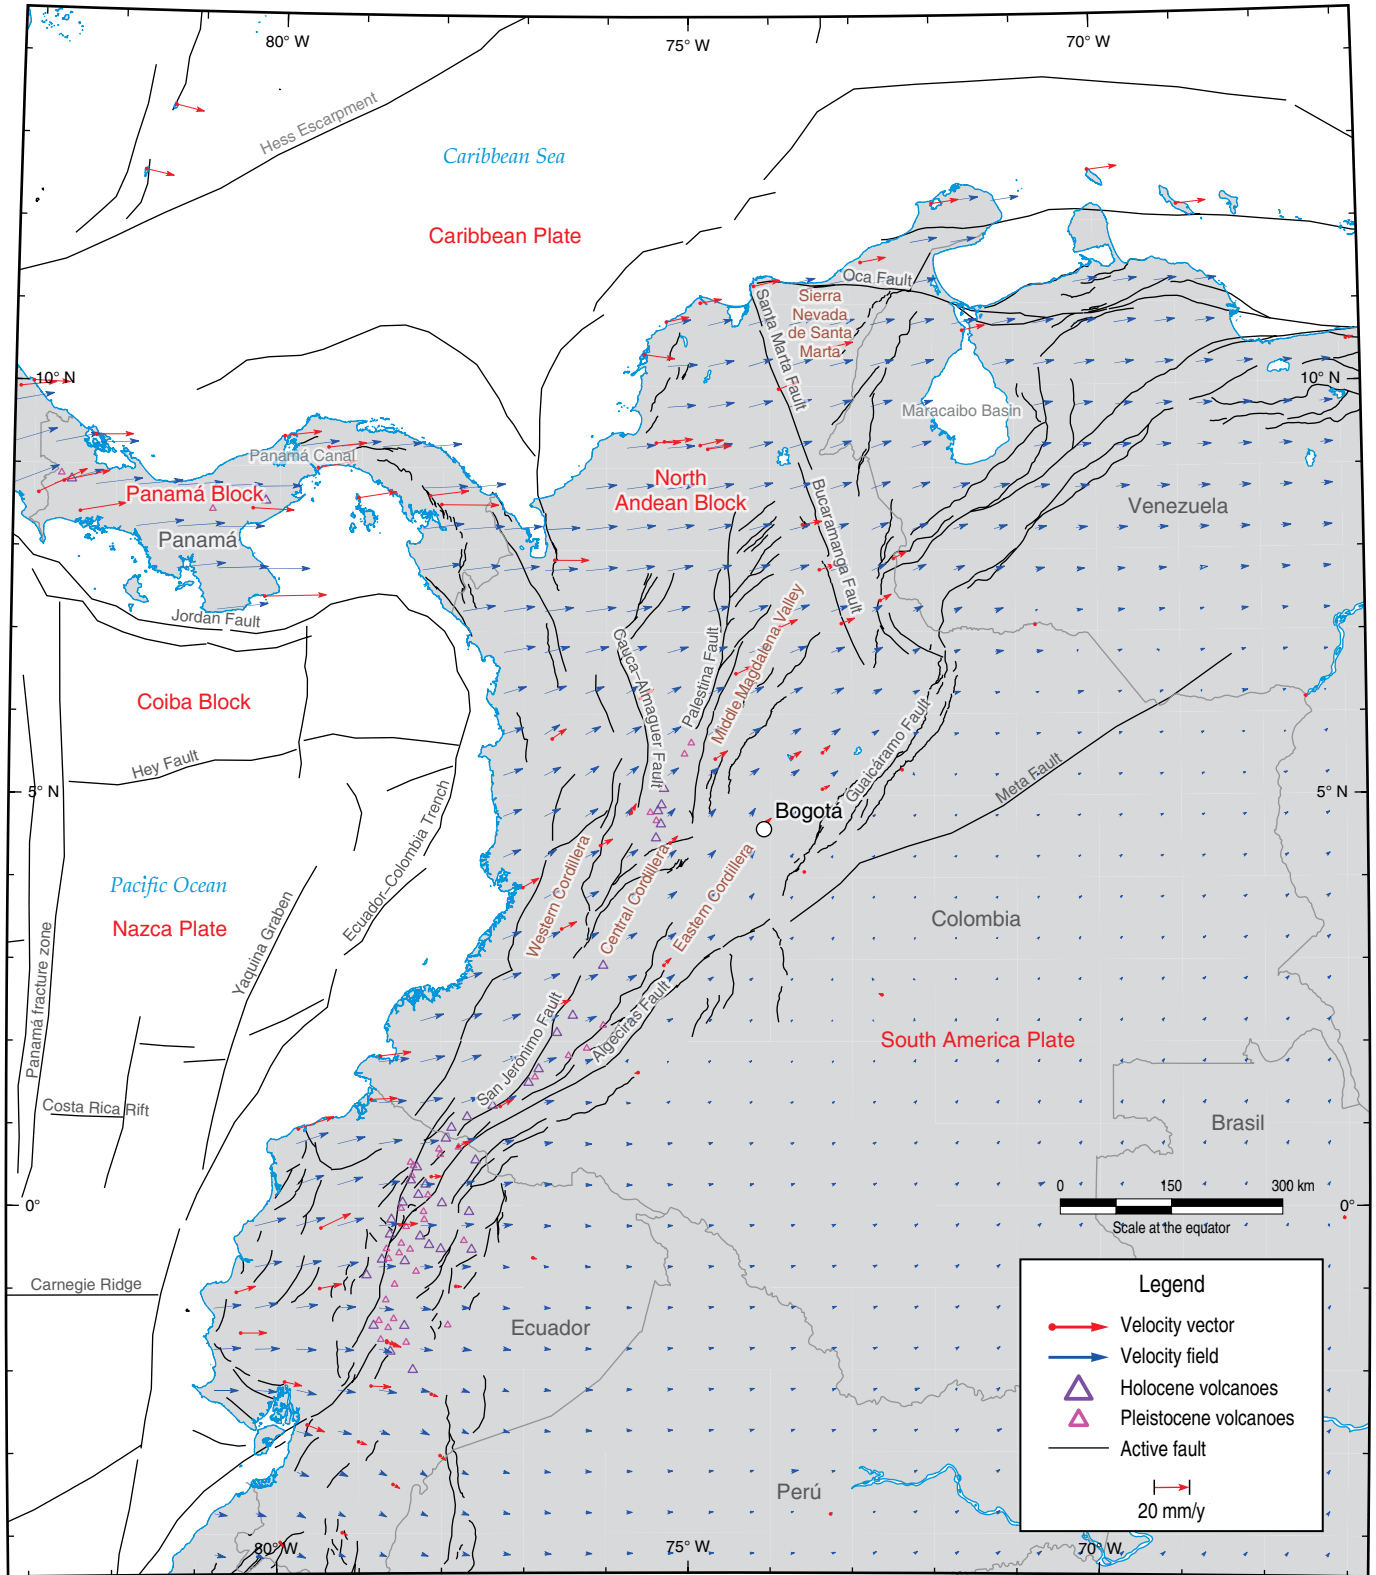 80° W
75° W
70° W
Hess Escarpment
Caribbean Sea
Caribbean Plate
Oca Fault
Sierra
Nevada
de Santa
Marta
Santa Marta Fault
10° N
10° N
Maracaibo Basin
Panamá Canal
Panamá Block
Panamá
North
Andean Block
Bucaramanga Fault
Venezuela
Jordan Fault
Cauca–Almaguer Fault
Palestina Fault
Middle Magdalena Valley
Coiba Block
Hey Fault
Guaicáramo Fault
Meta Fault
5° N
5° N
Bogotá
Ecuador–Colombia Trench
Pacific Ocean
Nazca Plate
Yaquina Graben
Western Cordillera
Central Cordillera
Eastern Cordillera
Colombia
Panamá fracture zone
San Jerónimo Fault
Algeciras Fault
South America Plate
Costa Rica Rift
Brasil
0°
0°
0
150
300 km
Scale at the equator
Carnegie Ridge
Ecuador
Perú
Legend
Velocity vector
Velocity field
Holocene volcanoes
Pleistocene volcanoes
Active fault
20 mm/y
80° W
75° W
70° W